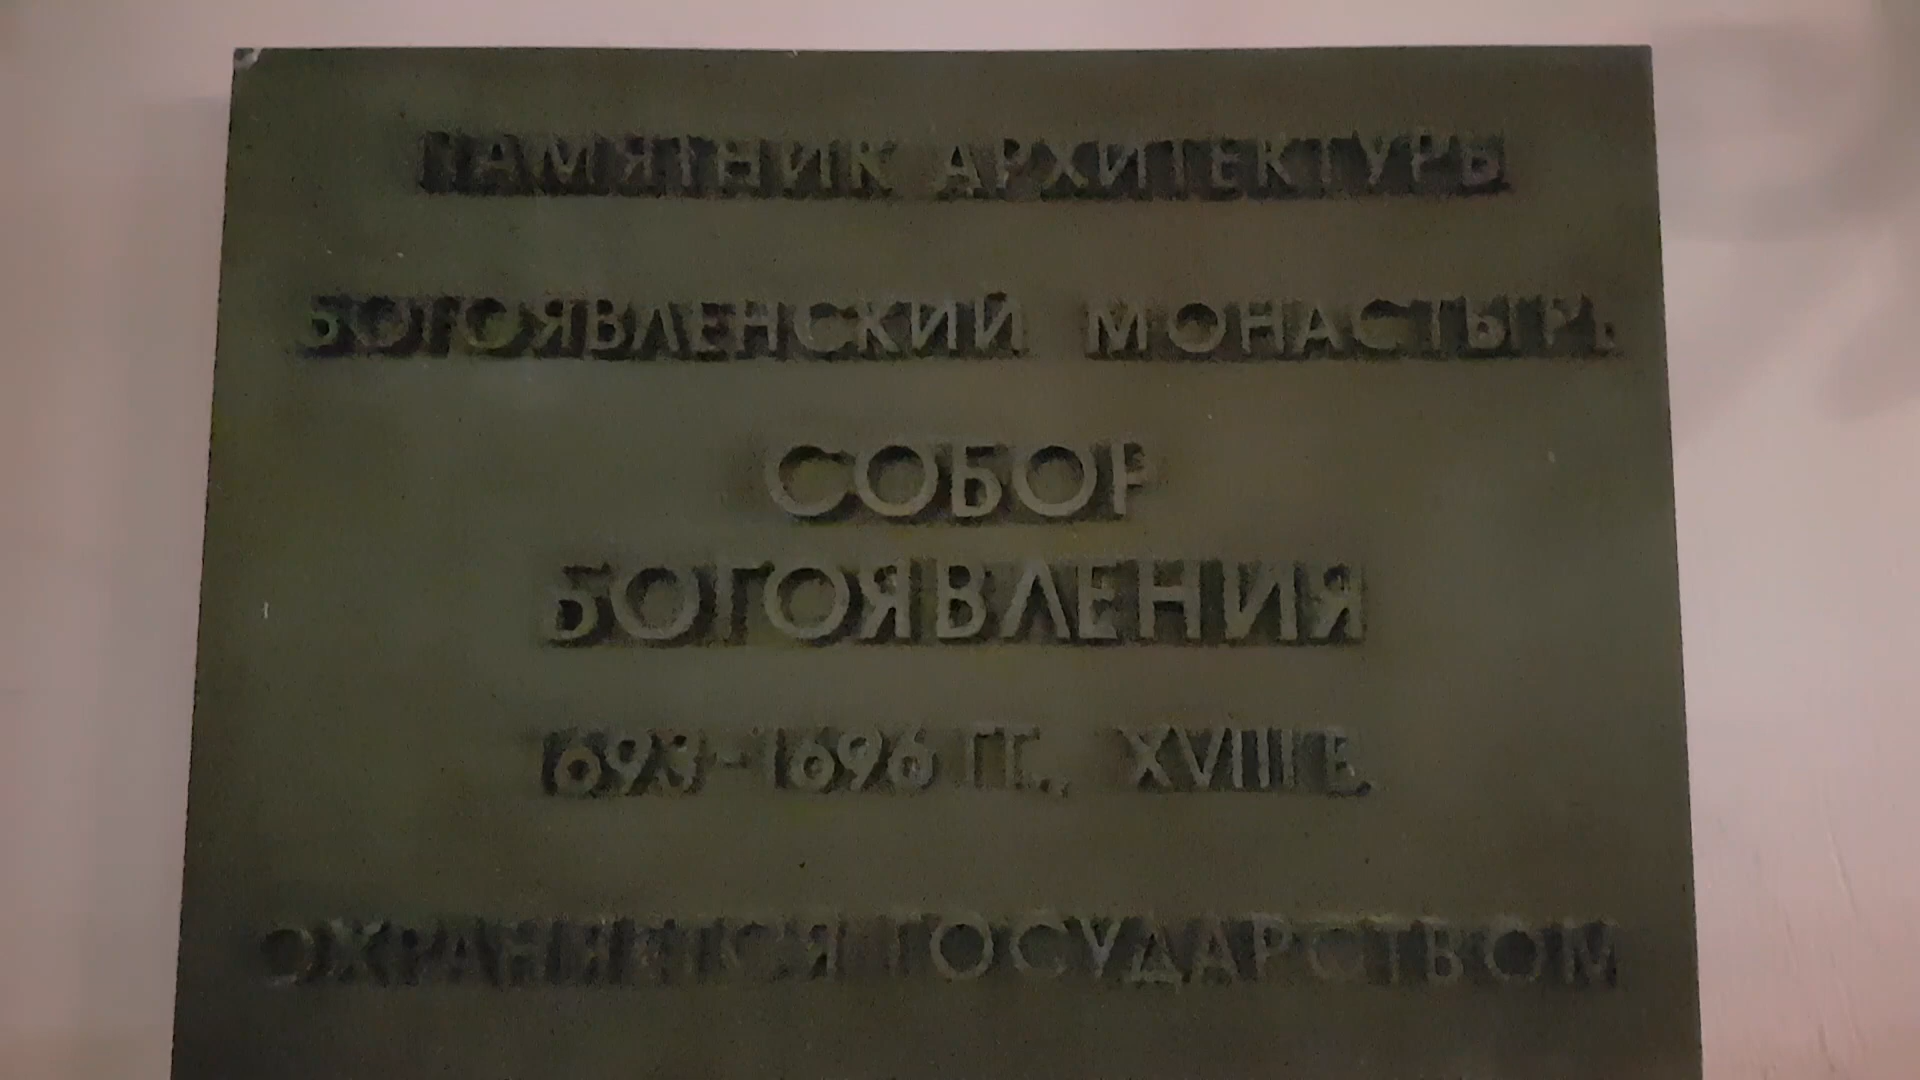 ПАМЯТНИК АРХИТЕКТУРЫ
БОГОЯВЛЕНСКИЙ МОНАСТЫРЬ
СОБОР
БОГОЯВЛЕНИЯ
1693-1696 ГГ., XVIII В.
ОХРАНЯЕТСЯ ГОСУДАРСТВОМ